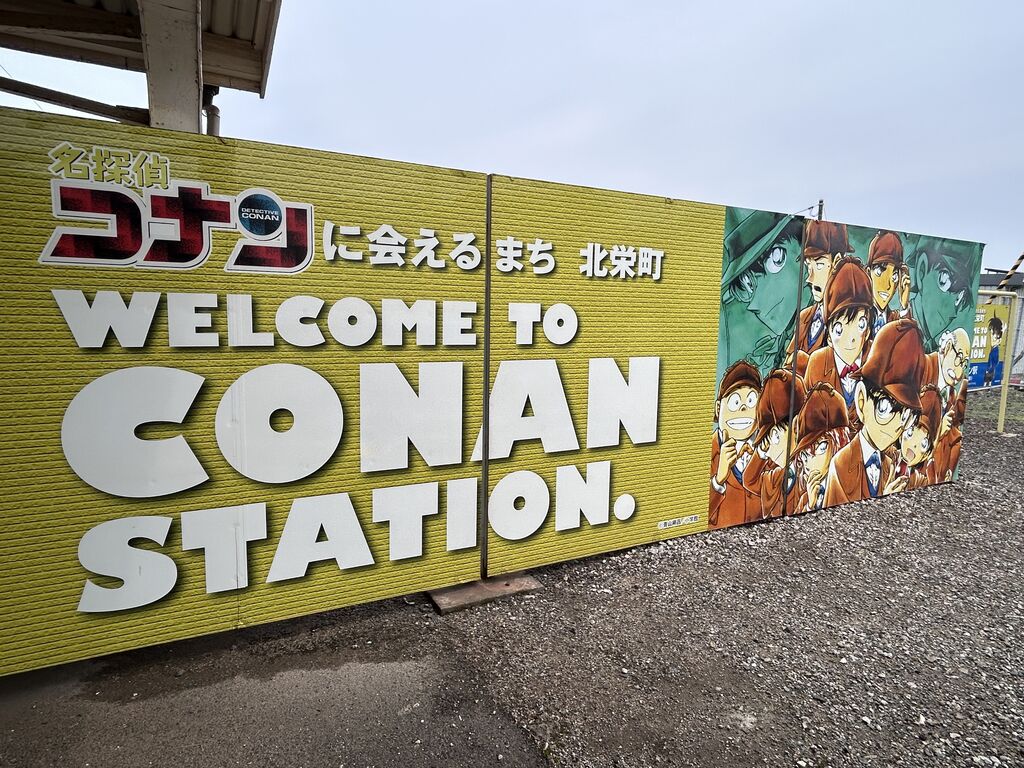 名探偵
コナン
DETECTIVE
CONAN
に会える まち 北栄町
WELCOME TO
CONAN
STATION.